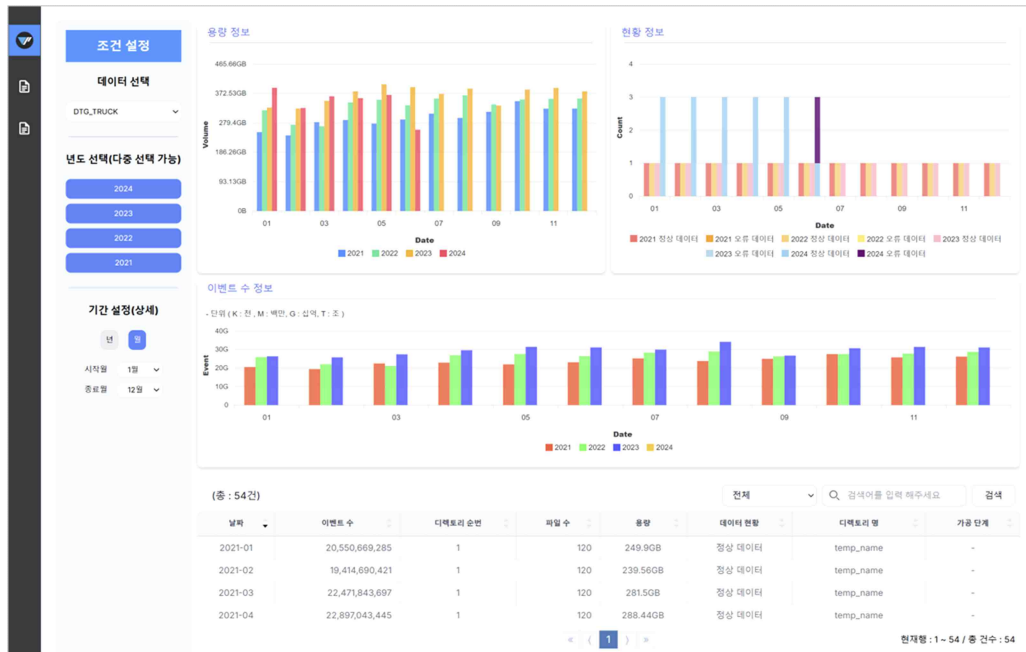 조건 설정
데이터 선택
DTG_TRUCK
년도 선택(다중 선택 가능)
2024
2023
2022
2021
기간 설정(상세)
년 월
시작월 1월
종료월 12월
용량 정보
465.66GB
372.53GB
279.4GB
186.26GB
93.13GB
0B
Volume
01 03 05 07 09 11
Date
2021 2022 2023 2024
현황 정보
4
3
2
1
0
Count
01 03 05 07 09 11
Date
2021 정상 데이터 2021 오류 데이터 2022 정상 데이터 2022 오류 데이터 2023 정상 데이터
2023 오류 데이터 2024 정상 데이터 2024 오류 데이터
이벤트 수 정보
- 단위 ( K : 천 , M : 백만, G : 십억, T : 조 )
40G
30G
20G
10G
0
Event
01 03 05 07 09 11
Date
2021 2022 2023 2024
(총 : 54건)
전체 검색어를 입력 해주세요 검색
날짜 이벤트 수 디렉토리 순번 파일 수 용량 데이터 현황 디렉토리 명 가공 단계
2021-01 20,550,669,285 1 120 249.9GB 정상 데이터 temp_name -
2021-02 19,414,690,421 1 120 239.56GB 정상 데이터 temp_name -
2021-03 22,471,843,697 1 120 281.5GB 정상 데이터 temp_name -
2021-04 22,897,043,445 1 120 288.44GB 정상 데이터 temp_name -
« ⟨ 1 ⟩ »
현재행 : 1 ~ 54 / 총 건수 : 54